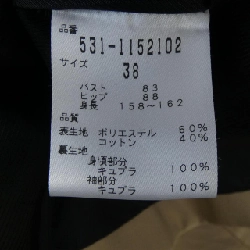 品番
531-1152102
サイズ
38
バスト 83
ヒップ 88
身長 158~162
品質
表生地 ポリエステル 60%
コットン 40%
裏生地
身頃部分
キュプラ 100%
袖部分
キュプラ 100%